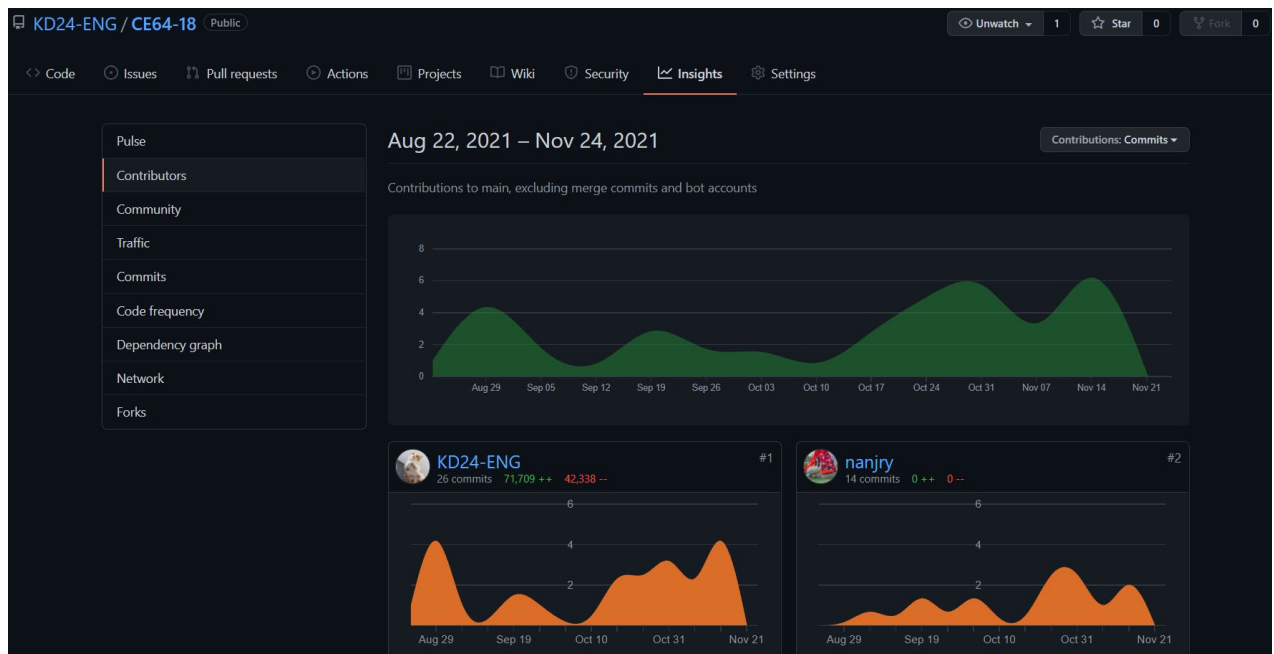 KD24-ENG / CE64-18 Public
Unwatch 1 Star 0 Fork 0
Code Issues Pull requests Actions Projects Wiki Security Insights Settings
Pulse
Contributors
Community
Traffic
Commits
Code frequency
Dependency graph
Network
Forks
Aug 22, 2021 – Nov 24, 2021
Contributions: Commits
Contributions to main, excluding merge commits and bot accounts
8
6
4
2
0
Aug 29 Sep 05 Sep 12 Sep 19 Sep 26 Oct 03 Oct 10 Oct 17 Oct 24 Oct 31 Nov 07 Nov 14 Nov 21
KD24-ENG #1
26 commits 71,709 ++ 42,338 --
6
4
2
Aug 29 Sep 19 Oct 10 Oct 31 Nov 21
nanjry #2
14 commits 0 ++ 0 --
6
4
2
Aug 29 Sep 19 Oct 10 Oct 31 Nov 21